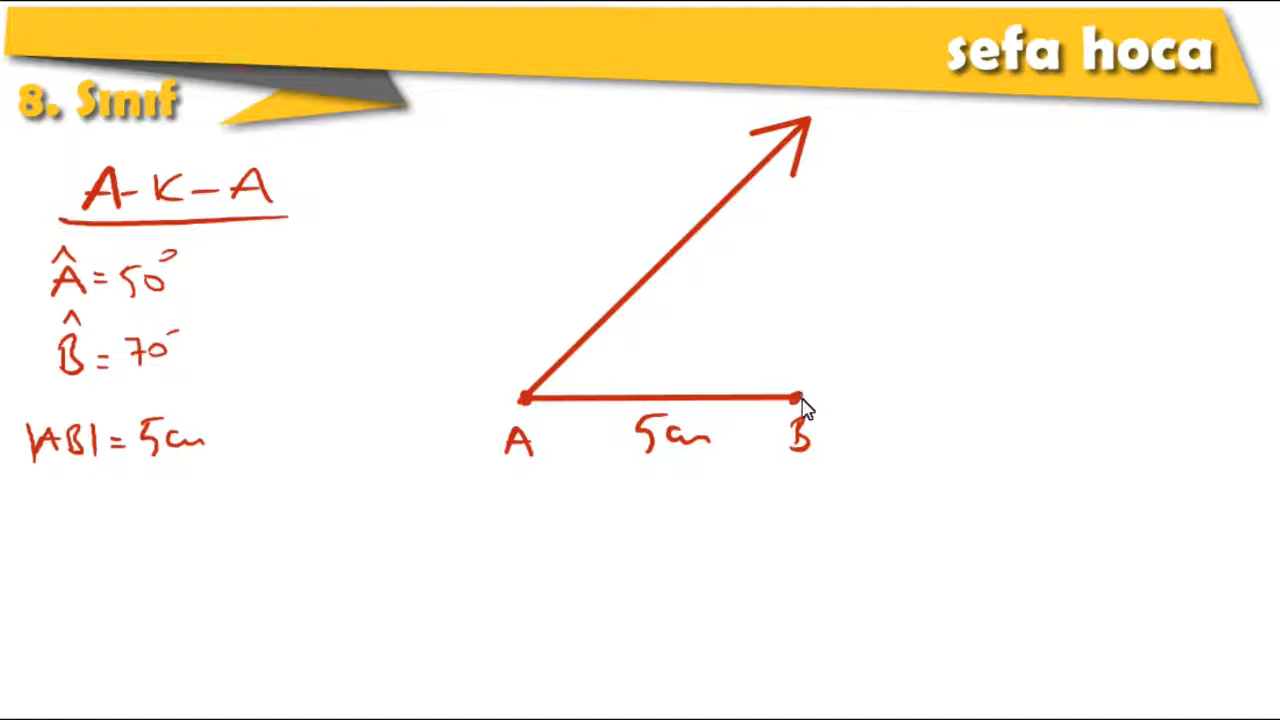 sefa hoca
8. Sınıf
A-K-A
Â = 50°
B̂ = 70°
|AB| = 5cm
A 5cm B